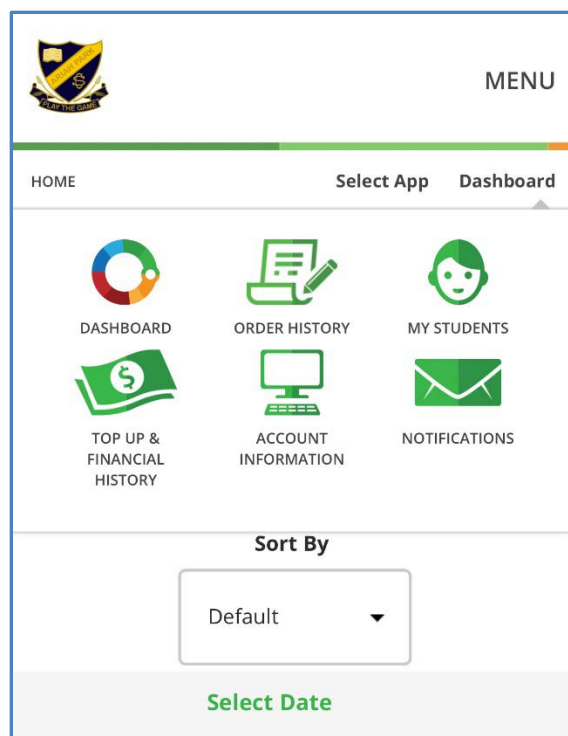 ARIAH PARK
PLAY THE GAME
MENU
HOME
Select App
Dashboard
DASHBOARD
ORDER HISTORY
MY STUDENTS
$
TOP UP &
FINANCIAL
HISTORY
ACCOUNT
INFORMATION
NOTIFICATIONS
Sort By
Default
Select Date